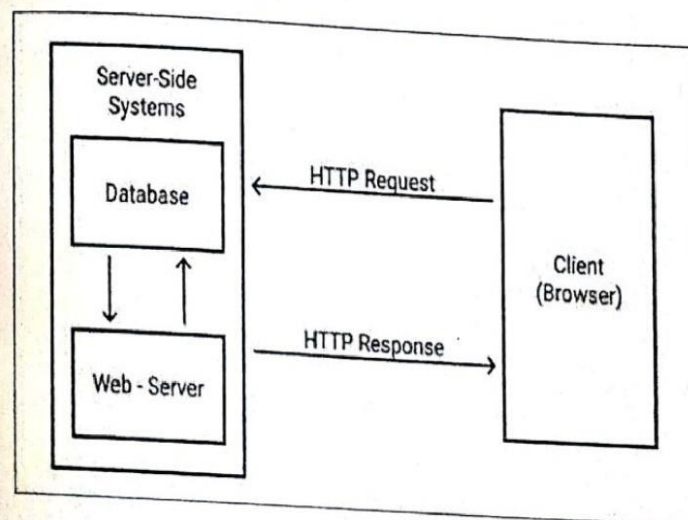 Server-Side
Systems
Database
Web - Server
HTTP Request
HTTP Response
Client
(Browser)